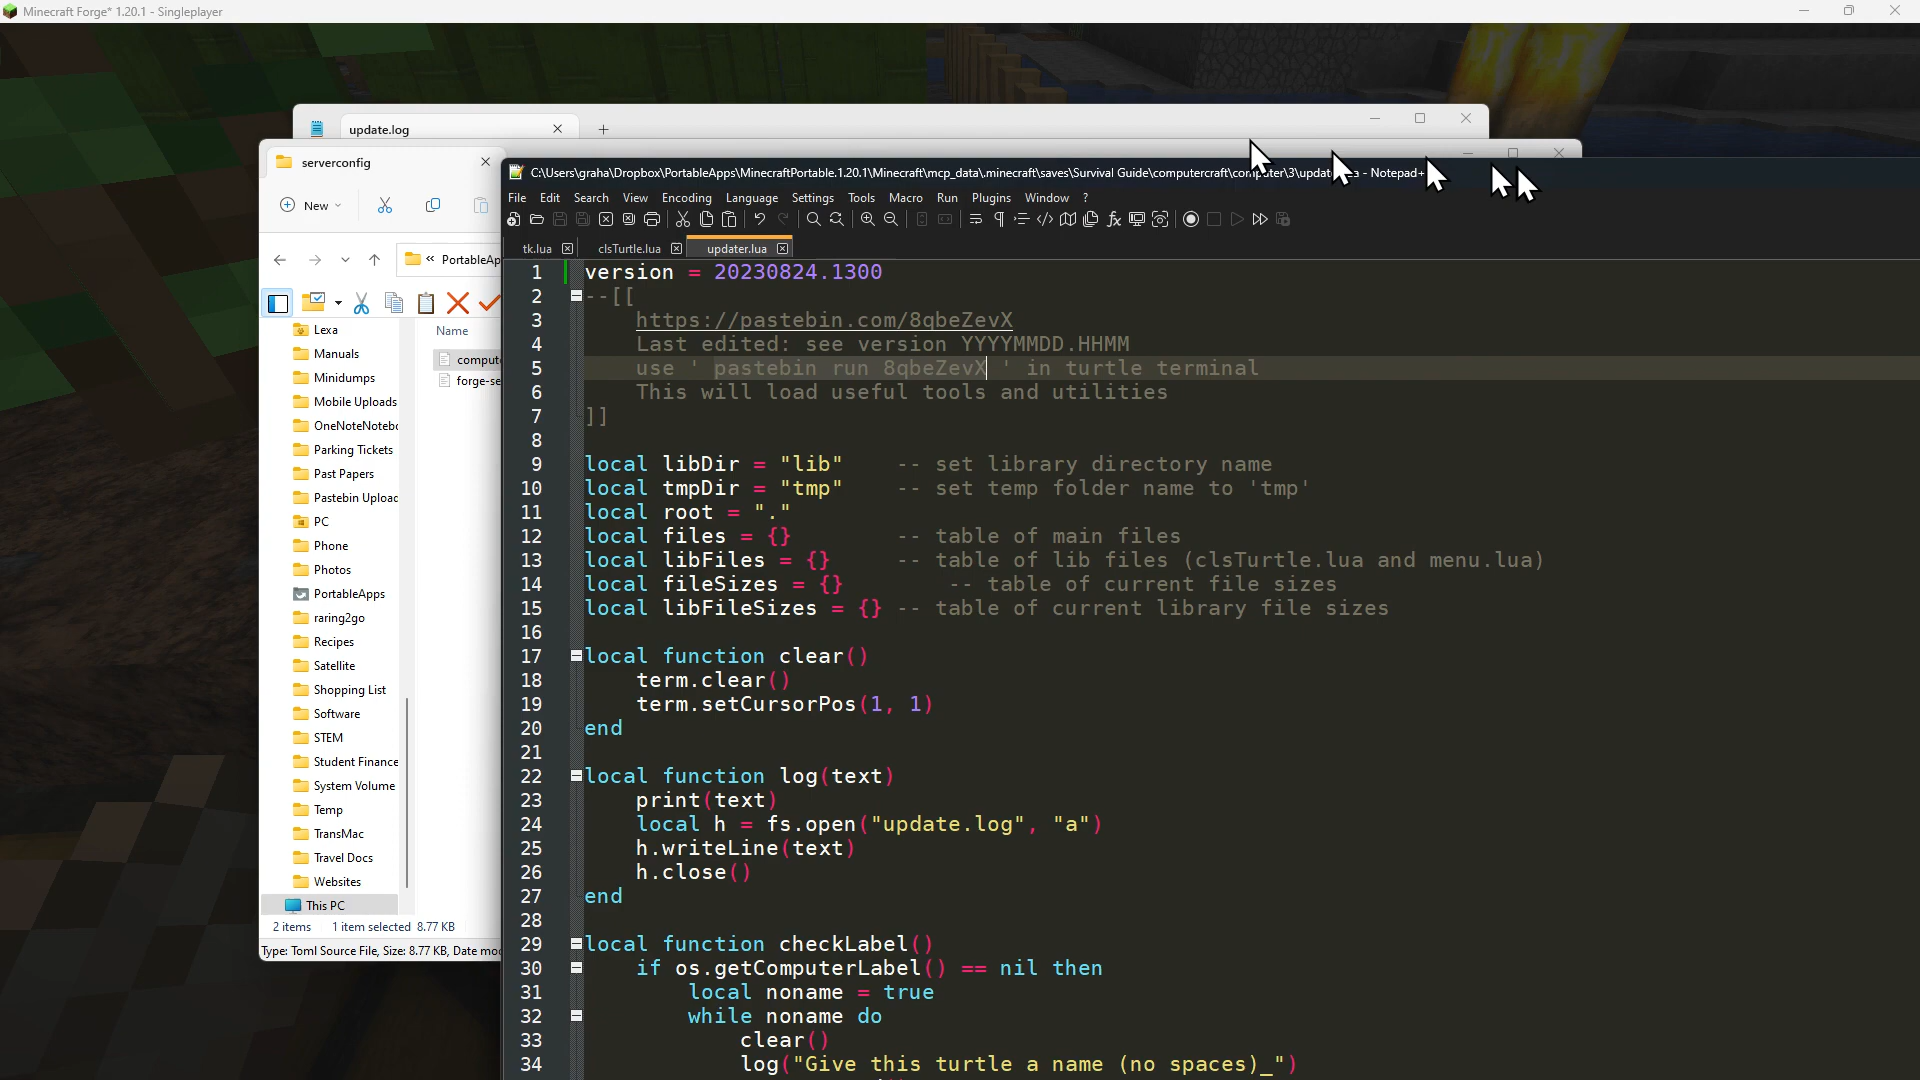 Minecraft Forge* 1.20.1 - Singleplayer
update.log
serverconfig
New
PortableAp
Lexa
Manuals
Minidumps
Mobile Uploads
OneNoteNoteb
Parking Tickets
Past Papers
Pastebin Uploa
PC
Phone
Photos
PortableApps
raring2go
Recipes
Satellite
Shopping List
Software
STEM
Student Finance
System Volume
Temp
TransMac
Travel Docs
Websites
This PC
Name
comput
forge-se
2 items 1 item selected 8.77 KB
Type: Toml Source File, Size: 8.77 KB, Date mo
C:\Users\graha\Dropbox\PortableApps\MinecraftPortable.1.20.1\Minecraft\mcp_data\.minecraft\saves\Survival Guide\computercraft\computer\3\updat - Notepad+
File Edit Search View Encoding Language Settings Tools Macro Run Plugins Window ?
tk.lua clsTurtle.lua updater.lua
1 version = 20230824.1300
2 --[[
3 https://pastebin.com/8qbeZevX
4 Last edited: see version YYYYMMDD.HHMM
5 use ' pastebin run 8qbeZevX ' in turtle terminal
6 This will load useful tools and utilities
7 ]]
8
9 local libDir = "lib" -- set library directory name
10 local tmpDir = "tmp" -- set temp folder name to 'tmp'
11 local root = "."
12 local files = {} -- table of main files
13 local libFiles = {} -- table of lib files (clsTurtle.lua and menu.lua)
14 local fileSizes = {} -- table of current file sizes
15 local libFileSizes = {} -- table of current library file sizes
16
17 local function clear()
18 term.clear()
19 term.setCursorPos(1, 1)
20 end
21
22 local function log(text)
23 print(text)
24 local h = fs.open("update.log", "a")
25 h.writeLine(text)
26 h.close()
27 end
28
29 local function checkLabel()
30 if os.getComputerLabel() == nil then
31 local noname = true
32 while noname do
33 clear()
34 log("Give this turtle a name (no spaces)_")